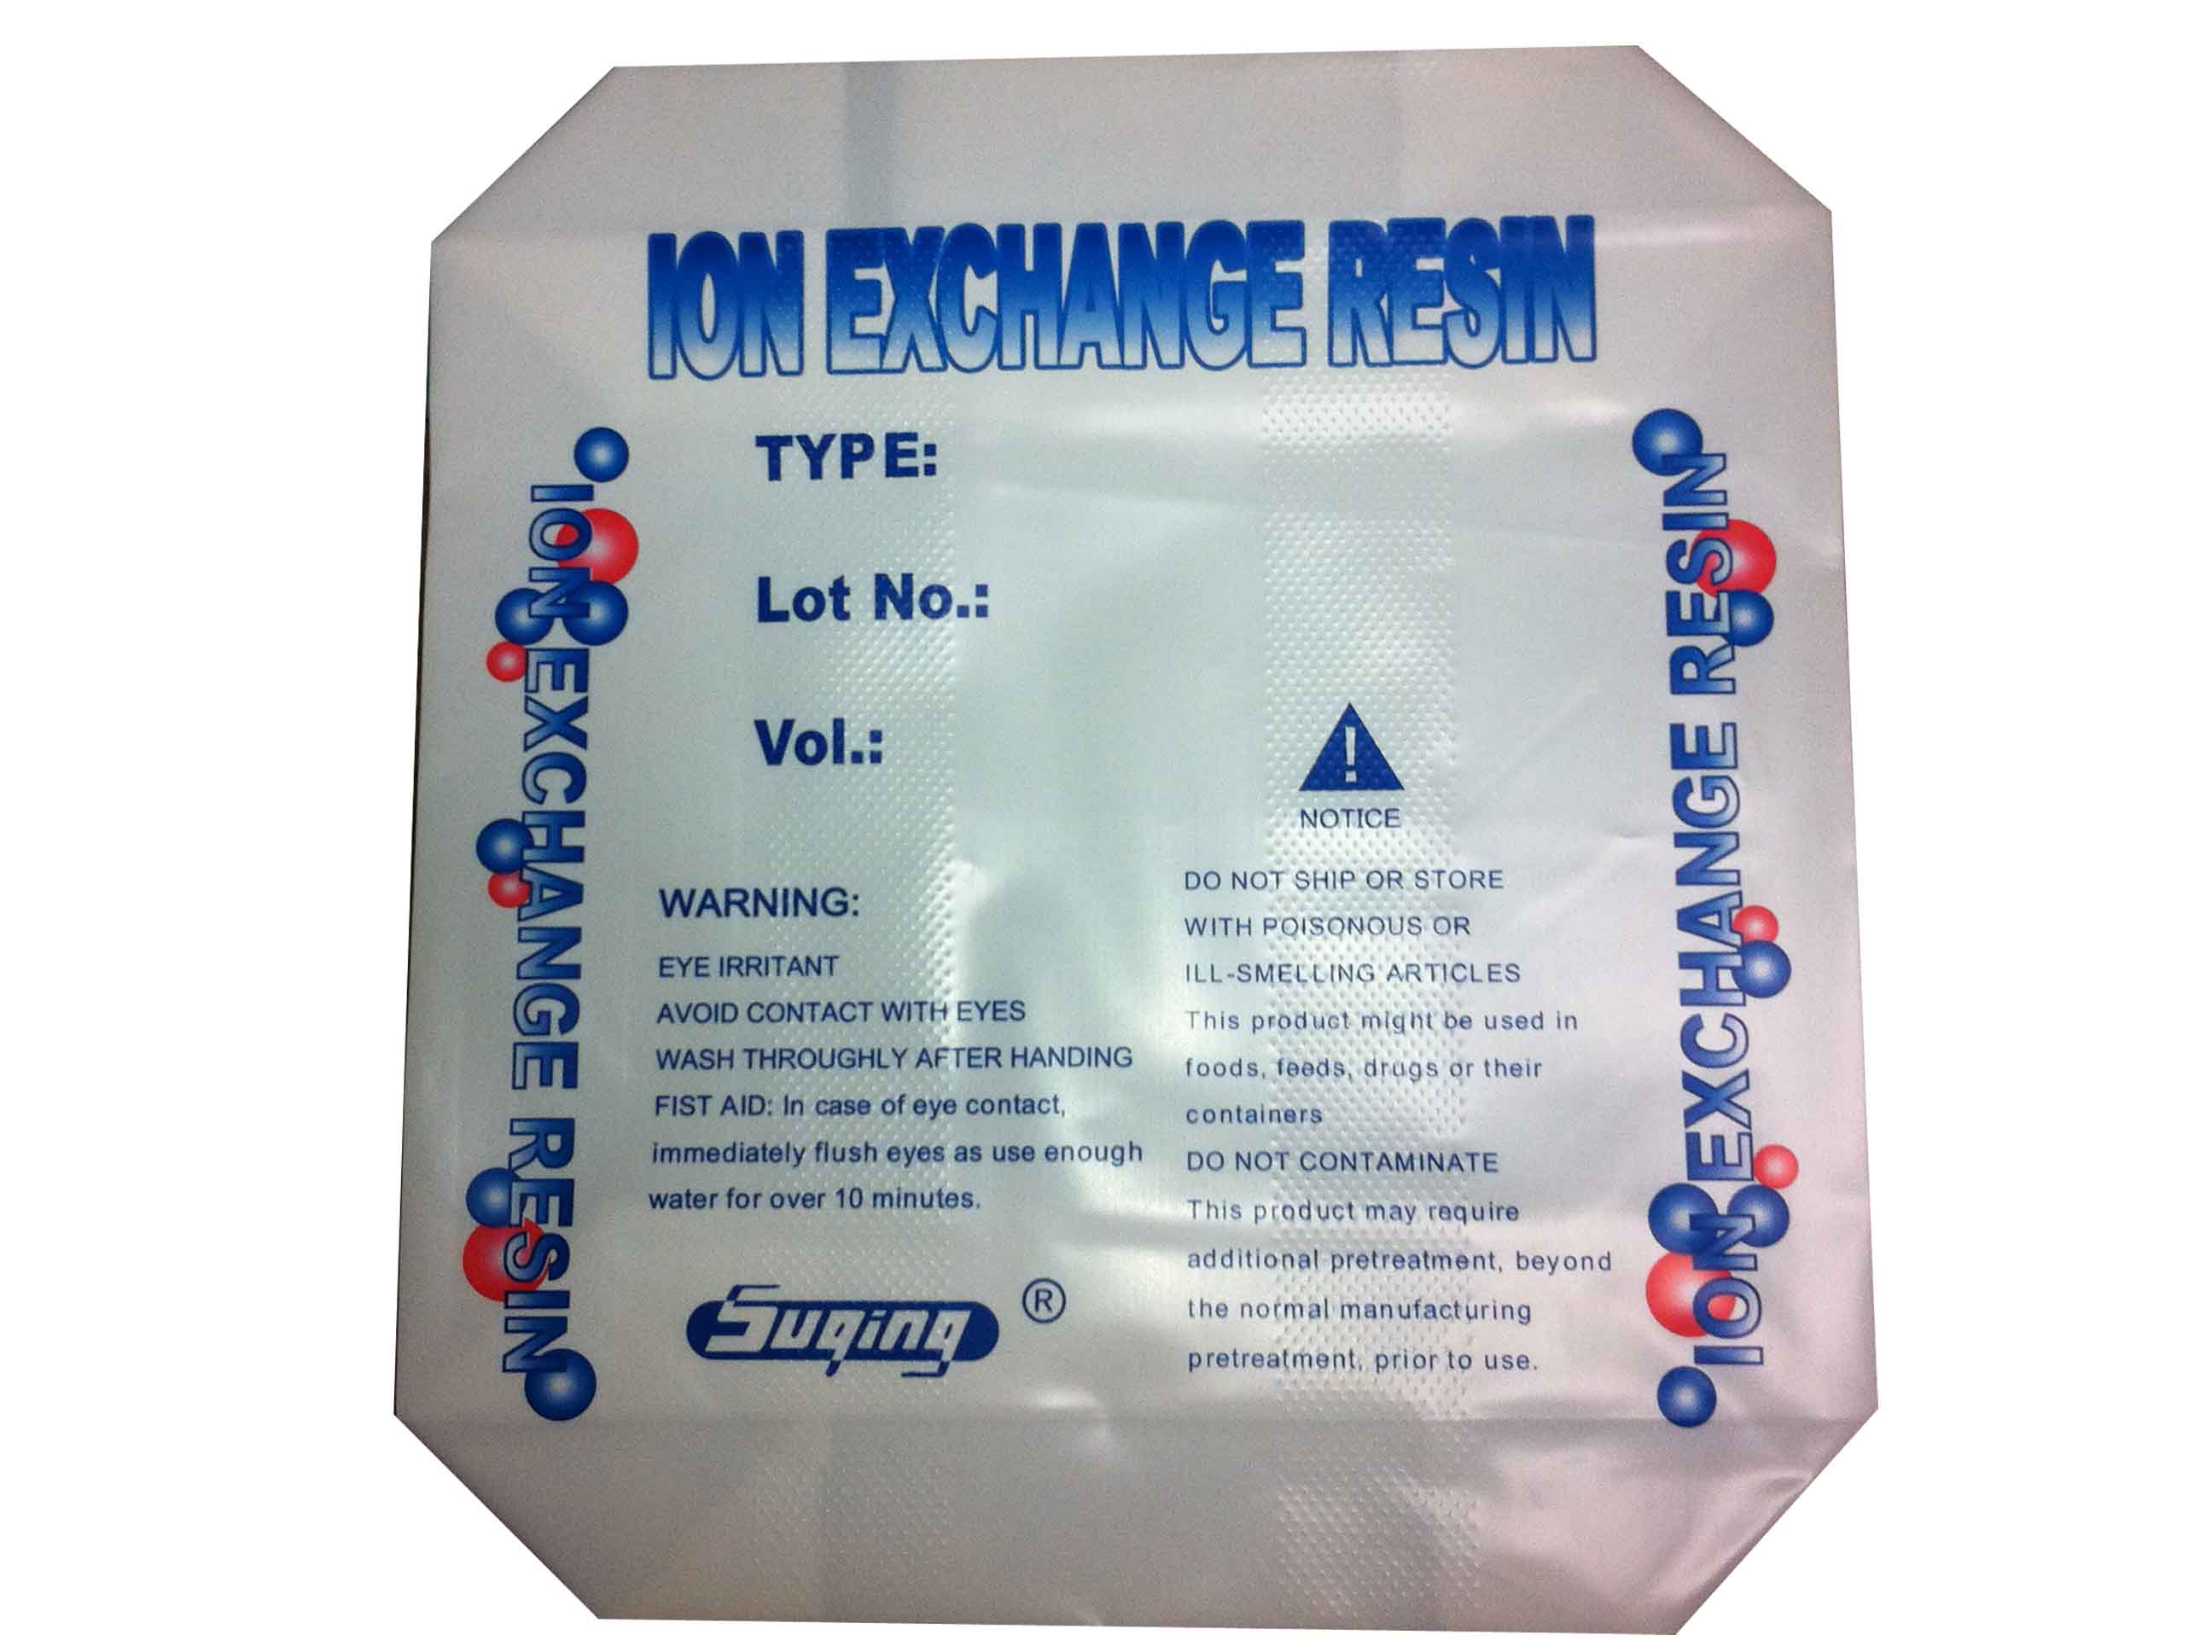 ION EXCHANGE RESIN
TYPE:
Lot No.:
Vol.:
WARNING:
EYE IRRITANT
AVOID CONTACT WITH EYES
WASH THROUGHLY AFTER HANDING
FIST AID: In case of eye contact,
immediately flush eyes as use enough
water for over 10 minutes.
Suqing ®
!
NOTICE
DO NOT SHIP OR STORE
WITH POISONOUS OR
ILL-SMELLING ARTICLES
This product might be used in
foods, feeds, drugs or their
containers
DO NOT CONTAMINATE
This product may require
additional pretreatment, beyond
the normal manufacturing
pretreatment, prior to use.
ION EXCHANGE RESIN
ION EXCHANGE RESIN